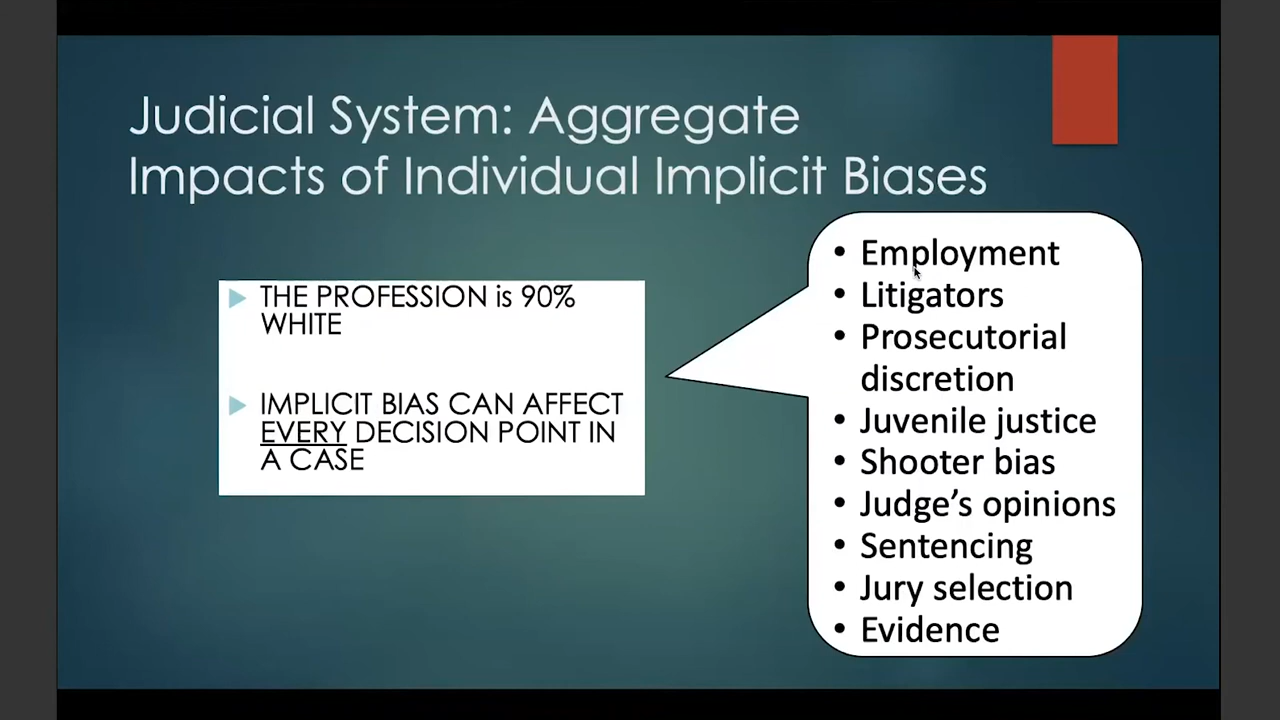 Judicial System: Aggregate
Impacts of Individual Implicit Biases
THE PROFESSION is 90%
WHITE
IMPLICIT BIAS CAN AFFECT
EVERY DECISION POINT IN
A CASE
• Employment
• Litigators
• Prosecutorial
discretion
• Juvenile justice
• Shooter bias
• Judge's opinions
• Sentencing
• Jury selection
• Evidence